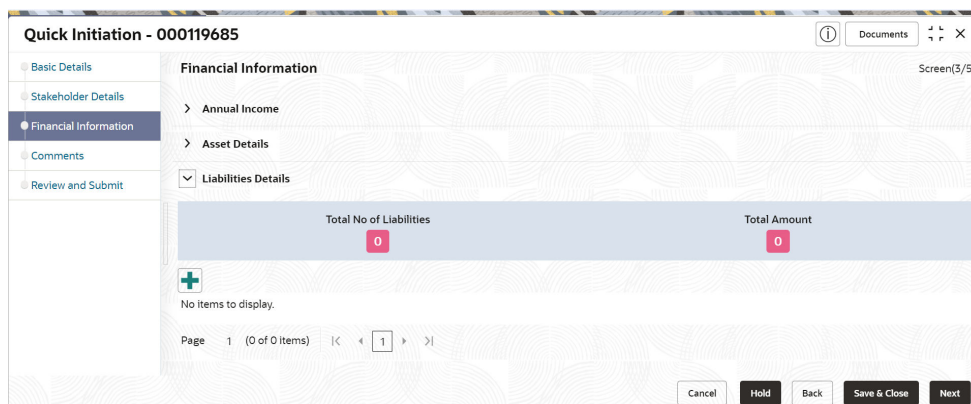 Quick Initiation - 000119685
Documents
Basic Details
Stakeholder Details
Financial Information
Comments
Review and Submit
Financial Information
Screen(3/5
Annual Income
Asset Details
Liabilities Details
Total No of Liabilities
0
Total Amount
0
No items to display.
Page 1 (0 of 0 items) 1
Cancel
Hold
Back
Save & Close
Next